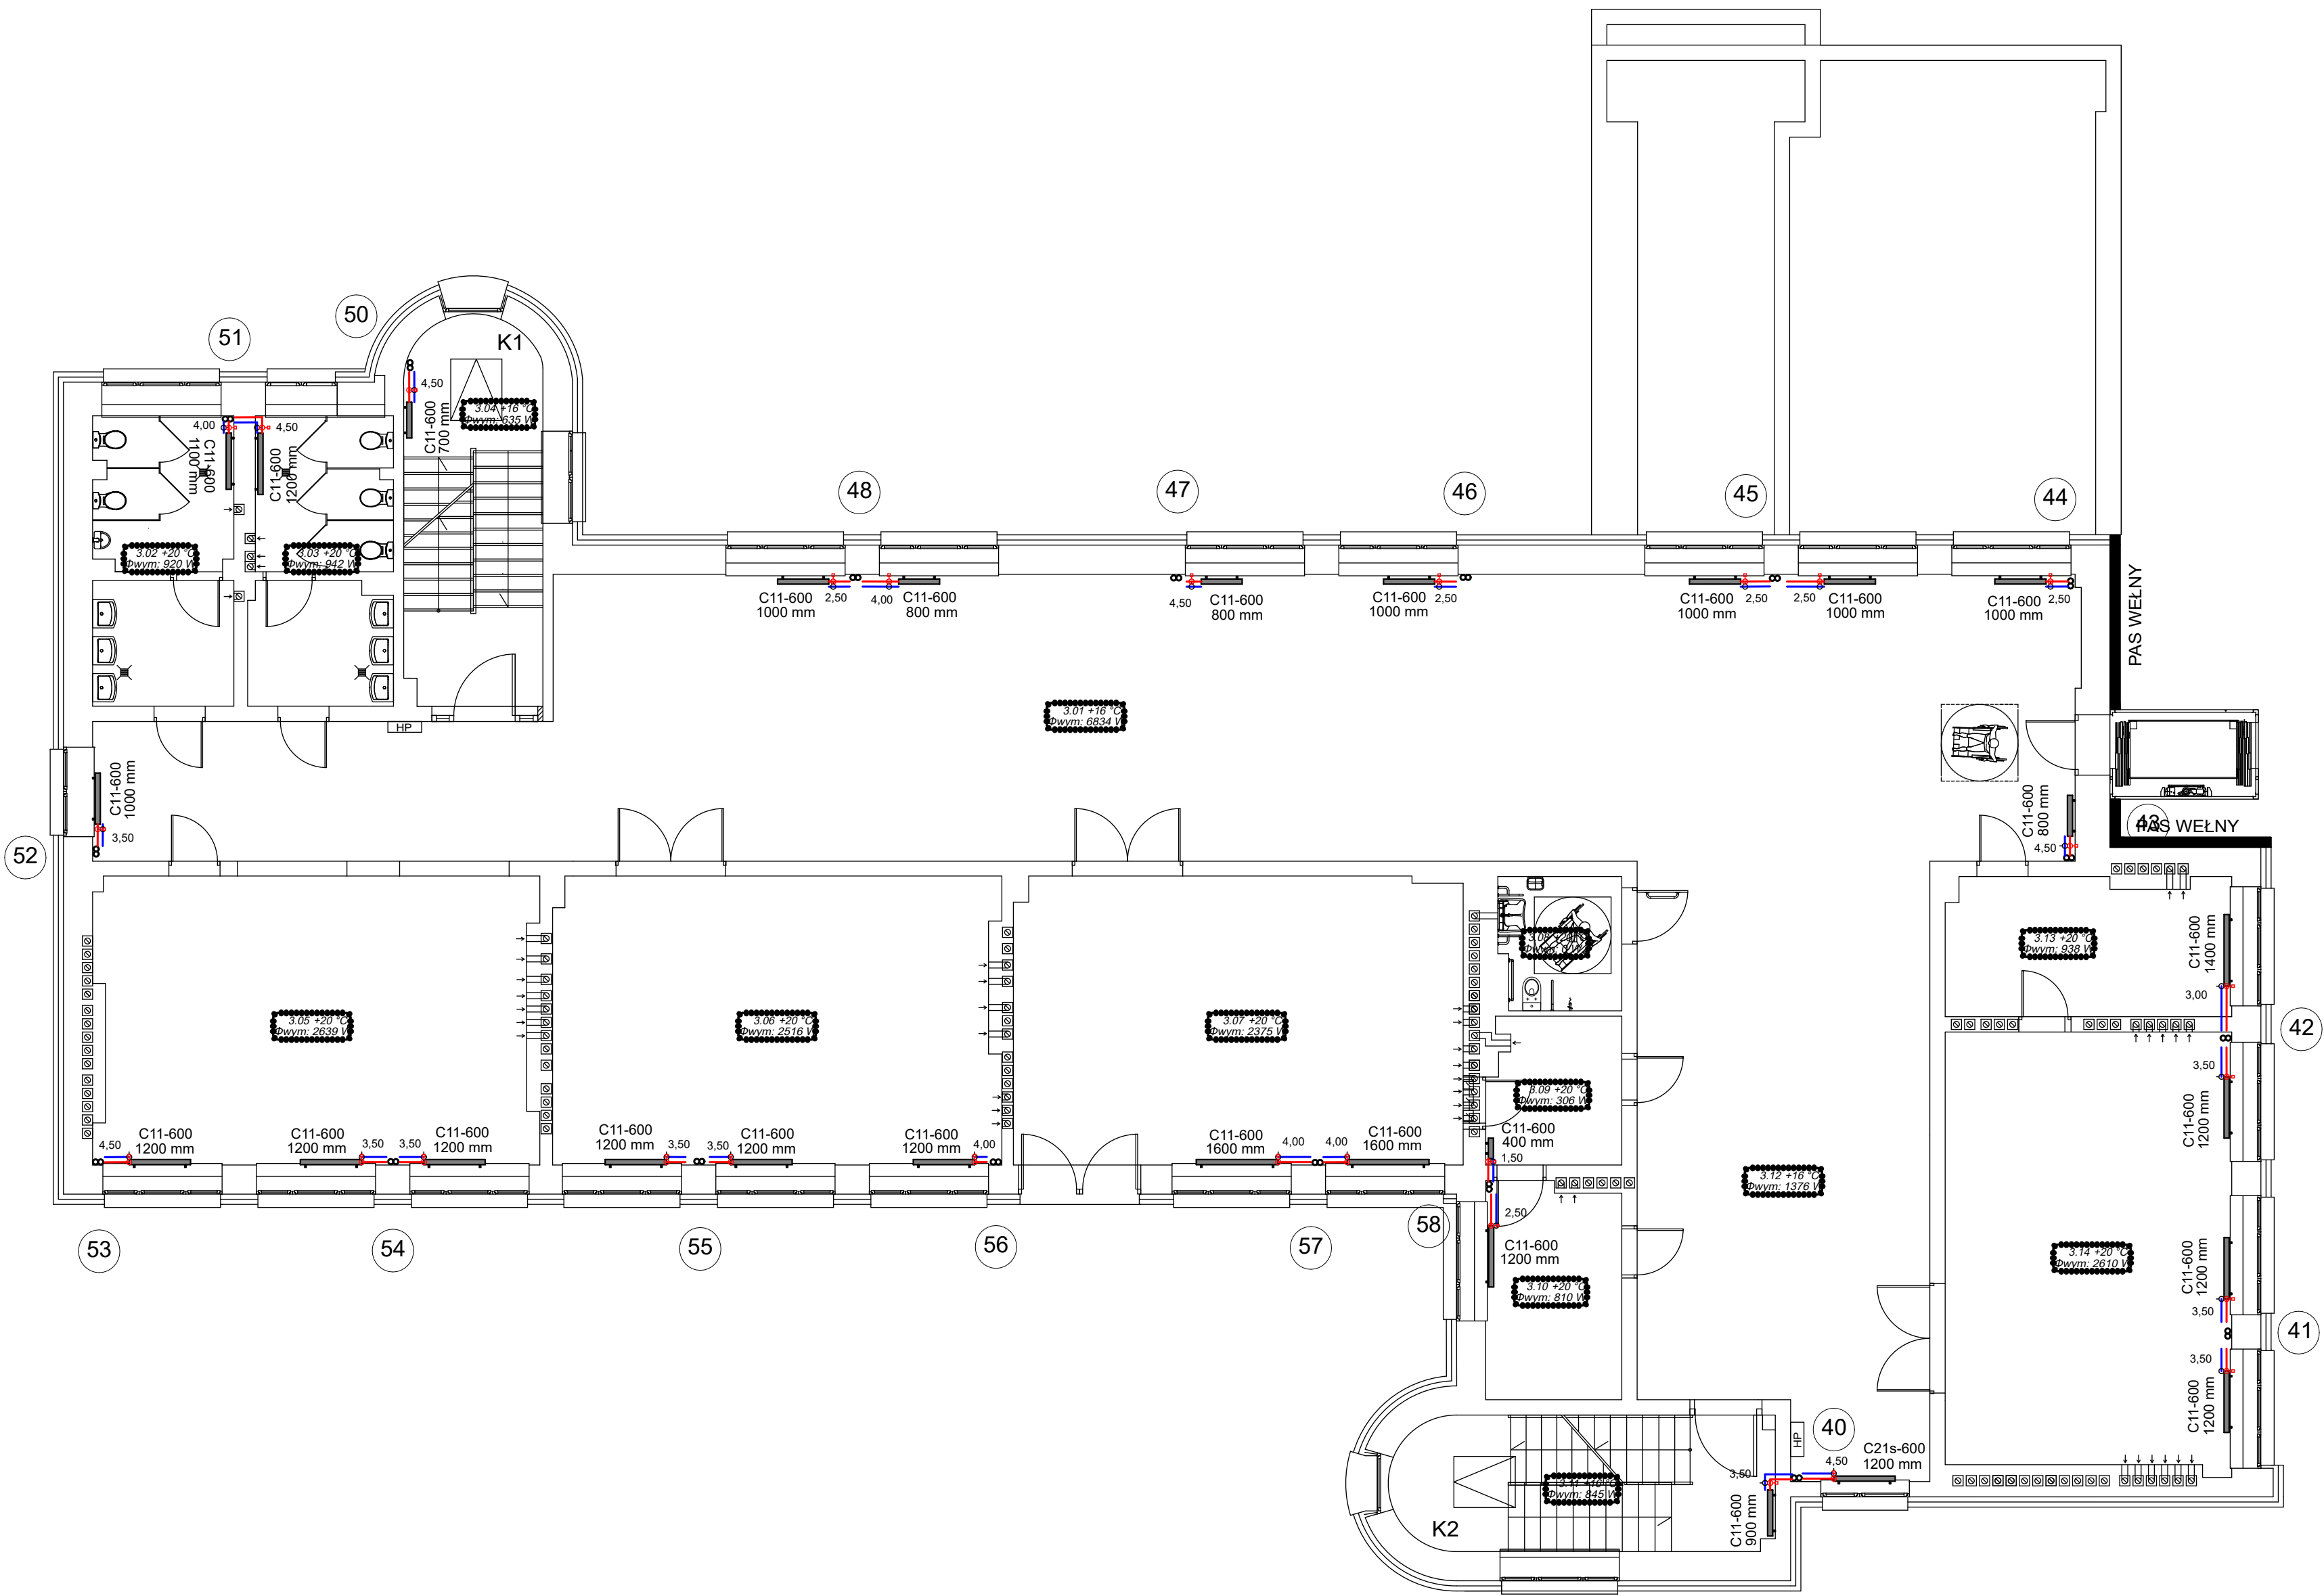 50
51
K1
4,50
C11-600
700 mm
3.04 +16 °C
Φwym: 635 W
4,00
4,50
C11-600
1100 mm
C11-600
1200 mm
3.02 +20 °C
Φwym: 920 W
3.03 +20 °C
Φwym: 942 W
48
47
46
45
44
C11-600
1000 mm
2,50
4,00
C11-600
800 mm
4,50
C11-600
800 mm
C11-600
1000 mm
2,50
C11-600
1000 mm
2,50
2,50
C11-600
1000 mm
C11-600
1000 mm
2,50
PAS WEŁNY
HP
3.01 +16 °C
Φwym: 6834 W
C11-600
1000 mm
3,50
52
C11-600
800 mm
4,50
43
PAS WEŁNY
3.05 +20 °C
Φwym: 2639 W
3.06 +20 °C
Φwym: 2516 W
3.07 +20 °C
Φwym: 2375 W
3.13 +20 °C
Φwym: 938 W
C11-600
1400 mm
3,00
42
3,50
C11-600
1200 mm
3.09 +20 °C
Φwym: 306 W
C11-600
400 mm
1,50
4,50
C11-600
1200 mm
C11-600
1200 mm
3,50
3,50
C11-600
1200 mm
C11-600
1200 mm
3,50
3,50
C11-600
1200 mm
C11-600
1200 mm
4,00
C11-600
1600 mm
4,00
4,00
C11-600
1600 mm
3.12 +16 °C
Φwym: 1376 W
2,50
C11-600
1200 mm
3.10 +20 °C
Φwym: 810 W
53
54
55
56
57
58
3.14 +20 °C
Φwym: 2610 W
C11-600
1200 mm
3,50
41
3,50
C11-600
1200 mm
40
HP
C21s-600
1200 mm
4,50
3,50
3.11 +16 °C
Φwym: 845 W
C11-600
900 mm
K2